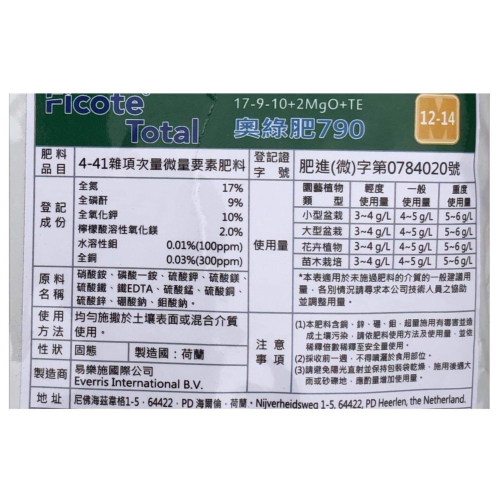 Ficote®
Total
17-9-10+2MgO+TE
奧綠肥790
M
12-14
肥料品目
4-41雜項次量微量要素肥料
登記證字號
肥進(微)字第0784020號
登記成份
全氮 17%
全磷酐 9%
全氧化鉀 10%
檸檬酸溶性氧化鎂 2.0%
水溶性鉬 0.01%(100ppm)
全銅 0.03%(300ppm)
使用量
園藝植物類型 輕度使用量 一般使用量 重度使用量
小型盆栽 3~4 g/L 4~5 g/L 5~6g/L
大型盆栽 3~4 g/L 4~5 g/L 5~6g/L
花卉植物 3~4 g/L 4~5 g/L 5~6g/L
苗木栽培 3~4 g/L 4~5 g/L 5~6g/L
*本表適用於未施過肥料的介質的一般建議用
量、各別情況請尋求本公司技術人員之協助
並調整用量。
原料名稱
硝酸銨、磷酸一銨、硫酸鉀、硫酸鎂、
硫酸鐵、鐵EDTA、硫酸錳、硫酸銅、
硫酸鋅、硼酸鈉、鉬酸鈉。
使用方法
均勻施撒於土壤表面或混合介質
使用。
性狀
固態
製造國：荷蘭
製造商
易樂施國際公司
Everris International B.V.
注意事項
(1)本肥料含銅、鋅、硼、鉬，超量施用有毒害並造
成土壤污染，請依肥料使用方法及使用量，並依
稀釋倍數稀釋至安全量使用。
(2)採收前一週，不得噴灑於食用部位。
(3)請避免陽光直射並保持包裝袋乾燥，施用後遇大
雨或砂礫地，應酌量增加使用量。
地址
尼佛海茲韋格1-5, 64422, PD 海爾倫, 荷蘭。Nijverheidsweg 1-5, 6422, PD Heerlen, the Netherland.